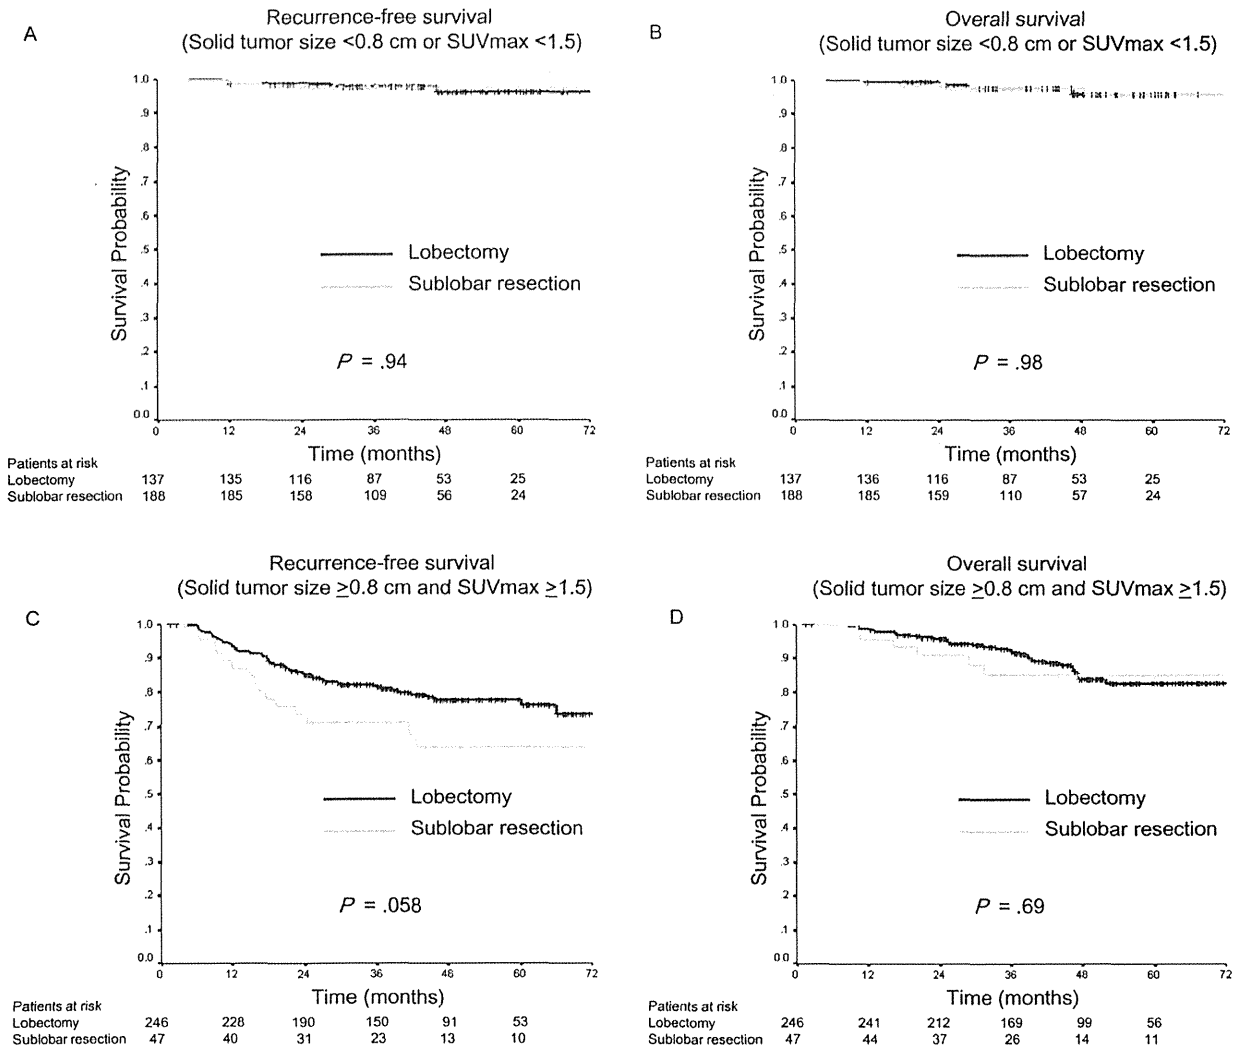 A
Recurrence-free survival
(Solid tumor size <0.8 cm or SUVmax <1.5)
Survival Probability
1.0
.9
.8
.7
.6
.5
.4
.3
.2
.1
0.0
Lobectomy
Sublobar resection
P = .94
0 12 24 36 48 60 72
Time (months)
Patients at risk
Lobectomy 137 135 116 87 53 25
Sublobar resection 188 185 158 109 56 24
B
Overall survival
(Solid tumor size <0.8 cm or SUVmax <1.5)
Survival Probability
1.0
.9
.8
.7
.6
.5
.4
.3
.2
.1
0.0
Lobectomy
Sublobar resection
P = .98
0 12 24 36 48 60 72
Time (months)
Patients at risk
Lobectomy 137 136 116 87 53 25
Sublobar resection 188 185 159 110 57 24
C
Recurrence-free survival
(Solid tumor size ≥0.8 cm and SUVmax ≥1.5)
Survival Probability
1.0
.9
.8
.7
.6
.5
.4
.3
.2
.1
0.0
Lobectomy
Sublobar resection
P = .058
0 12 24 36 48 60 72
Time (months)
Patients at risk
Lobectomy 246 228 190 150 91 53
Sublobar resection 47 40 31 23 13 10
D
Overall survival
(Solid tumor size ≥0.8 cm and SUVmax ≥1.5)
Survival Probability
1.0
.9
.8
.7
.6
.5
.4
.3
.2
.1
0.0
Lobectomy
Sublobar resection
P = .69
0 12 24 36 48 60 72
Time (months)
Patients at risk
Lobectomy 246 241 212 169 99 56
Sublobar resection 47 44 37 26 14 11